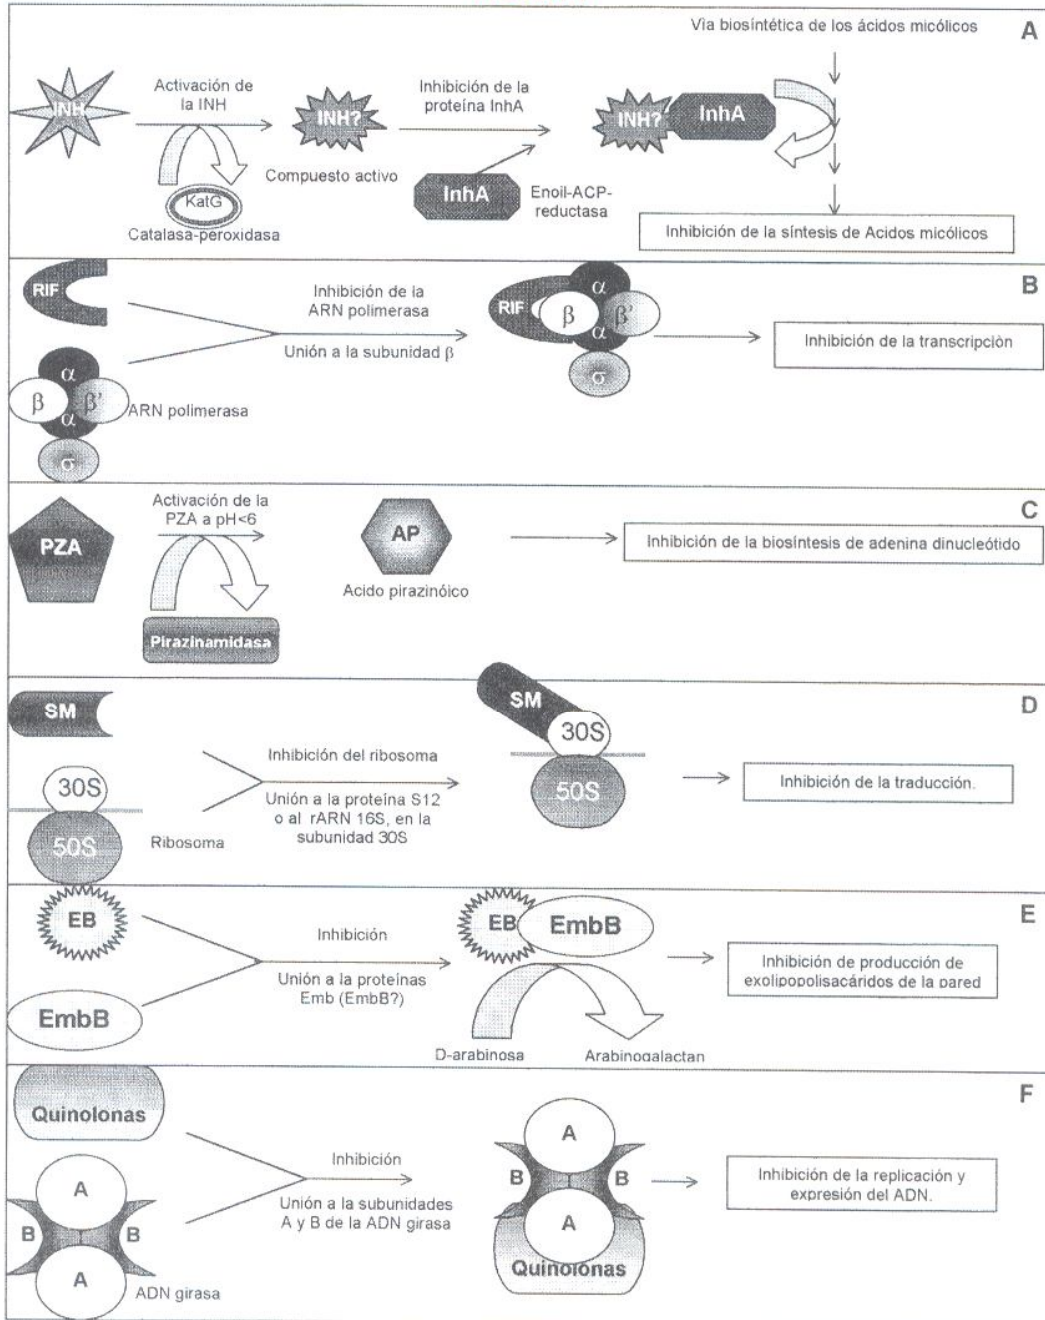 Vía biosintética de los ácidos micólicos
A
INH
Activación de
la INH
KatG
Catalasa-peroxidasa
INH?
Compuesto activo
Inhibición de la
proteína InhA
InhA
Enoil-ACP-
reductasa
INH?
InhA
Inhibición de la síntesis de Acidos micólicos
B
RIF
α
β
β'
α
σ
ARN polimerasa
Inhibición de la
ARN polimerasa
Unión a la subunidad β
RIF
α
β
β'
α
σ
Inhibición de la transcripción
C
PZA
Activación de la
PZA a pH<6
Pirazinamidasa
AP
Acido pirazinóico
Inhibición de la biosíntesis de adenina dinucleótido
D
SM
30S
50S
Ribosoma
Inhibición del ribosoma
Unión a la proteína S12
o al rARN 16S, en la
subunidad 30S
SM
30S
50S
Inhibición de la traducción.
E
EB
EmbB
Inhibición
Unión a la proteínas
Emb (EmbB?)
EB
EmbB
D-arabinosa
Arabinogalactan
Inhibición de producción de
exolipopolisacáridos de la pared
F
Quinolonas
A
B
B
A
ADN girasa
Inhibición
Unión a la subunidades
A y B de la ADN girasa
A
B
B
A
Quinolonas
Inhibición de la replicación y
expresión del ADN.